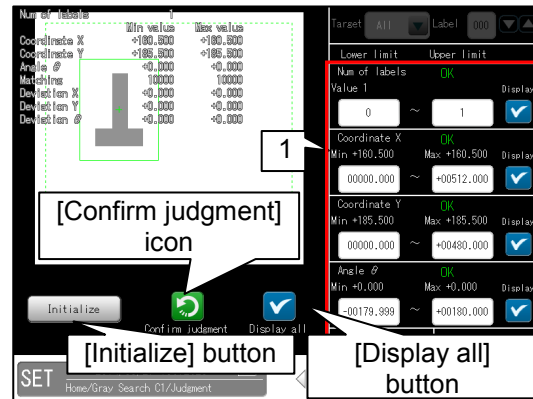 Num of labels 1
Min value Max value
Coordinate X +160.500 +160.500
Coordinate Y +185.500 +185.500
Angle θ +0.000 +0.000
Matching 10000 10000
Deviation X +0.000 +0.000
Deviation Y +0.000 +0.000
Deviation θ +0.000 +0.000
Target All Label 000
Lower limit Upper limit
Num of labels OK
Value 1 Display
0 ~ 1
1
Coordinate X OK
Min +160.500 Max +160.500 Display
00000.000 ~ +00512.000
Coordinate Y OK
Min +185.500 Max +185.500 Display
00000.000 ~ +00480.000
Angle θ OK
Min +0.000 Max +0.000 Display
-00179.999 ~ +00180.000
[Confirm judgment]
icon
Initialize
Confirm judgment
Display all
[Initialize] button
[Display all]
button
SET
Home/Gray Search C1/Judgment